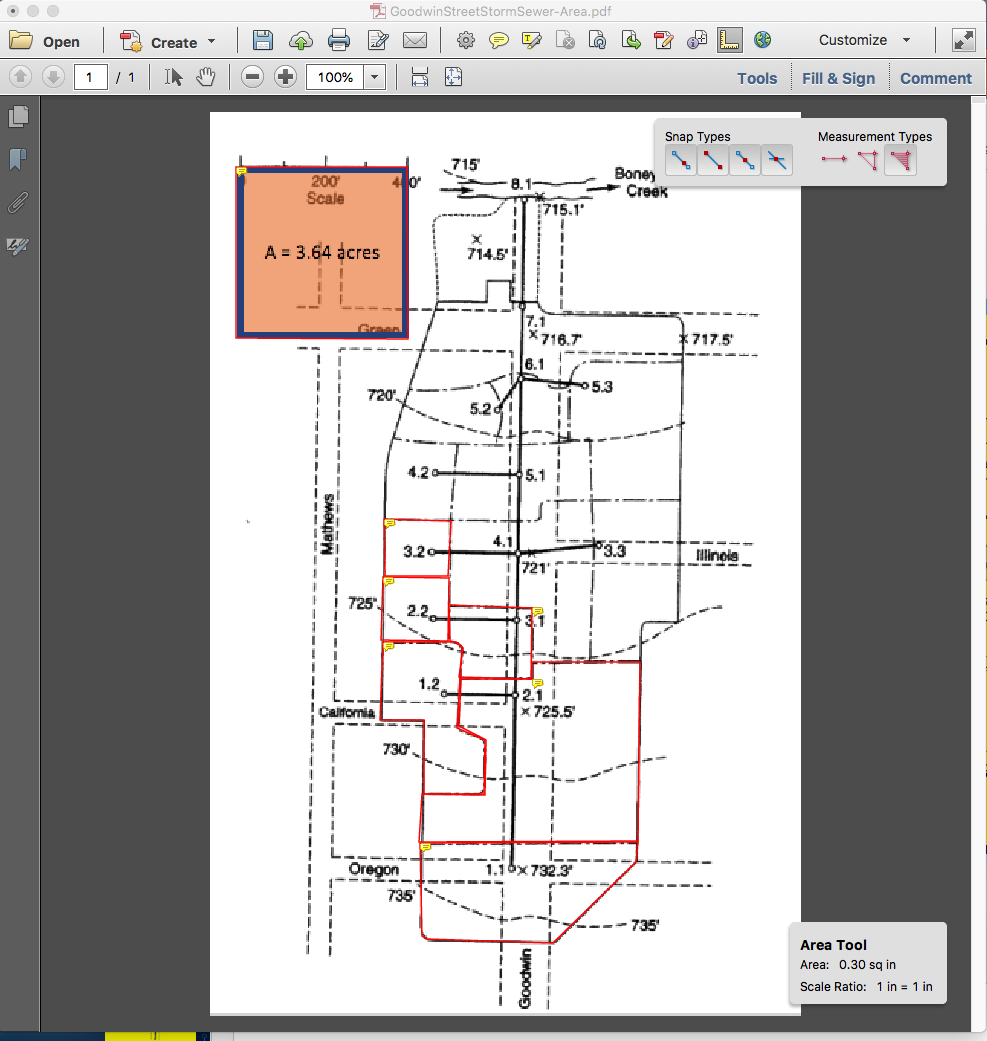 GoodwinStreetStormSewer-Area.pdf
Open
Create
Customize
1 / 1
100%
Tools
Fill & Sign
Comment
Snap Types
Measurement Types
200'
400'
Scale
A = 3.64 acres
Green
715'
8.1
Boney
Creek
715.1'
714.5'
7.1
716.7'
717.5'
6.1
5.3
720'
5.2
4.2
5.1
Mathews
4.1
3.2
3.3
721'
Illinois
725'
2.2
3.1
1.2
2.1
California
725.5'
730'
Oregon
1.1
732.3'
735'
735'
Goodwin
Area Tool
Area: 0.30 sq in
Scale Ratio: 1 in = 1 in